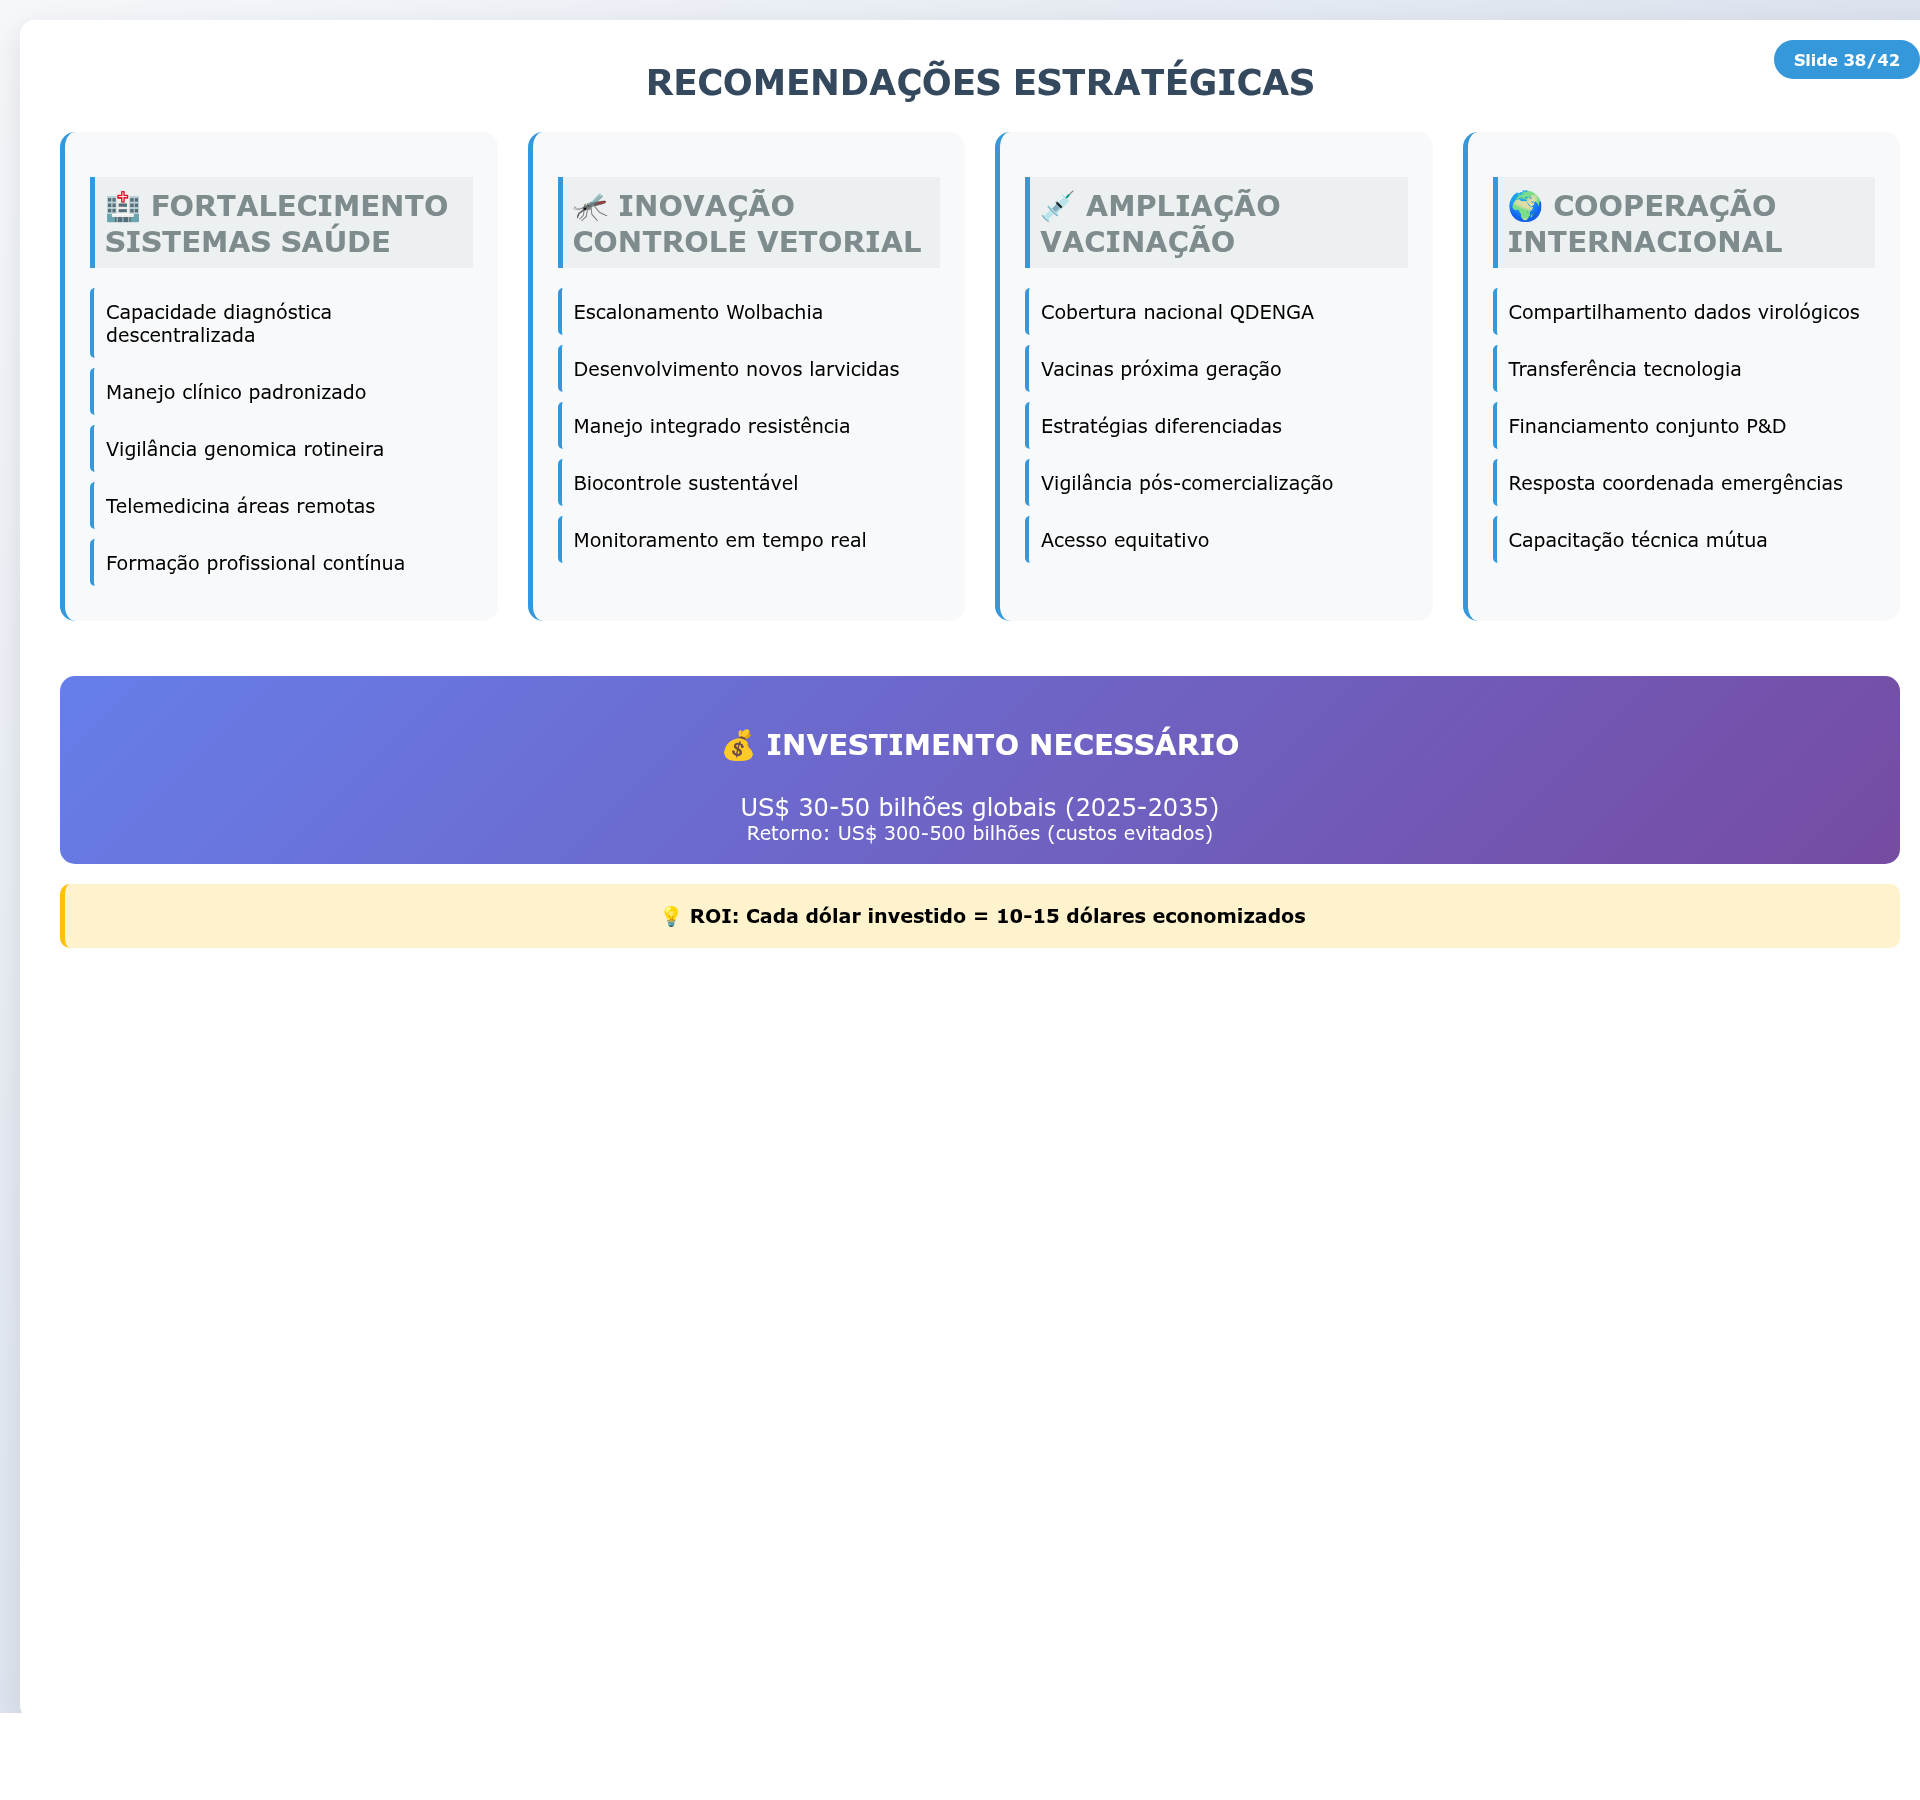 Slide 38/42
RECOMENDAÇÕES ESTRATÉGICAS
🏥 FORTALECIMENTO
SISTEMAS SAÚDE
Capacidade diagnóstica
descentralizada
Manejo clínico padronizado
Vigilância genomica rotineira
Telemedicina áreas remotas
Formação profissional contínua
🦟 INOVAÇÃO
CONTROLE VETORIAL
Escalonamento Wolbachia
Desenvolvimento novos larvicidas
Manejo integrado resistência
Biocontrole sustentável
Monitoramento em tempo real
💉 AMPLIAÇÃO
VACINAÇÃO
Cobertura nacional QDENGA
Vacinas próxima geração
Estratégias diferenciadas
Vigilância pós-comercialização
Acesso equitativo
🌍 COOPERAÇÃO
INTERNACIONAL
Compartilhamento dados virológicos
Transferência tecnologia
Financiamento conjunto P&D
Resposta coordenada emergências
Capacitação técnica mútua
💰 INVESTIMENTO NECESSÁRIO
US$ 30-50 bilhões globais (2025-2035)
Retorno: US$ 300-500 bilhões (custos evitados)
💡 ROI: Cada dólar investido = 10-15 dólares economizados